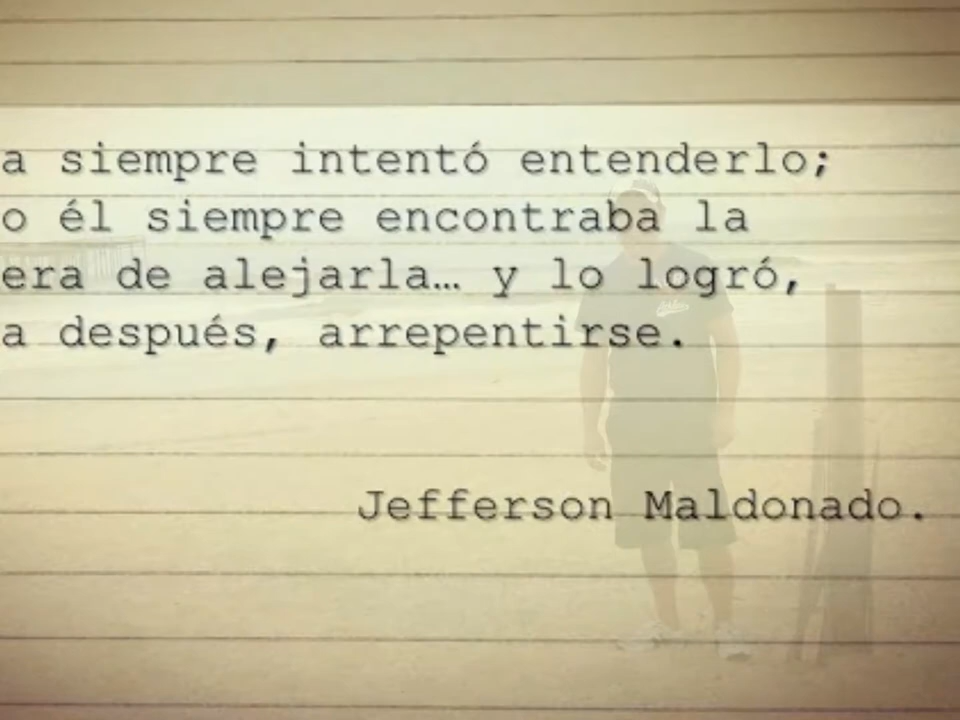 a siempre intentó entenderlo;
o él siempre encontraba la
era de alejarla… y lo logró,
a después, arrepentirse.
Jefferson Maldonado.